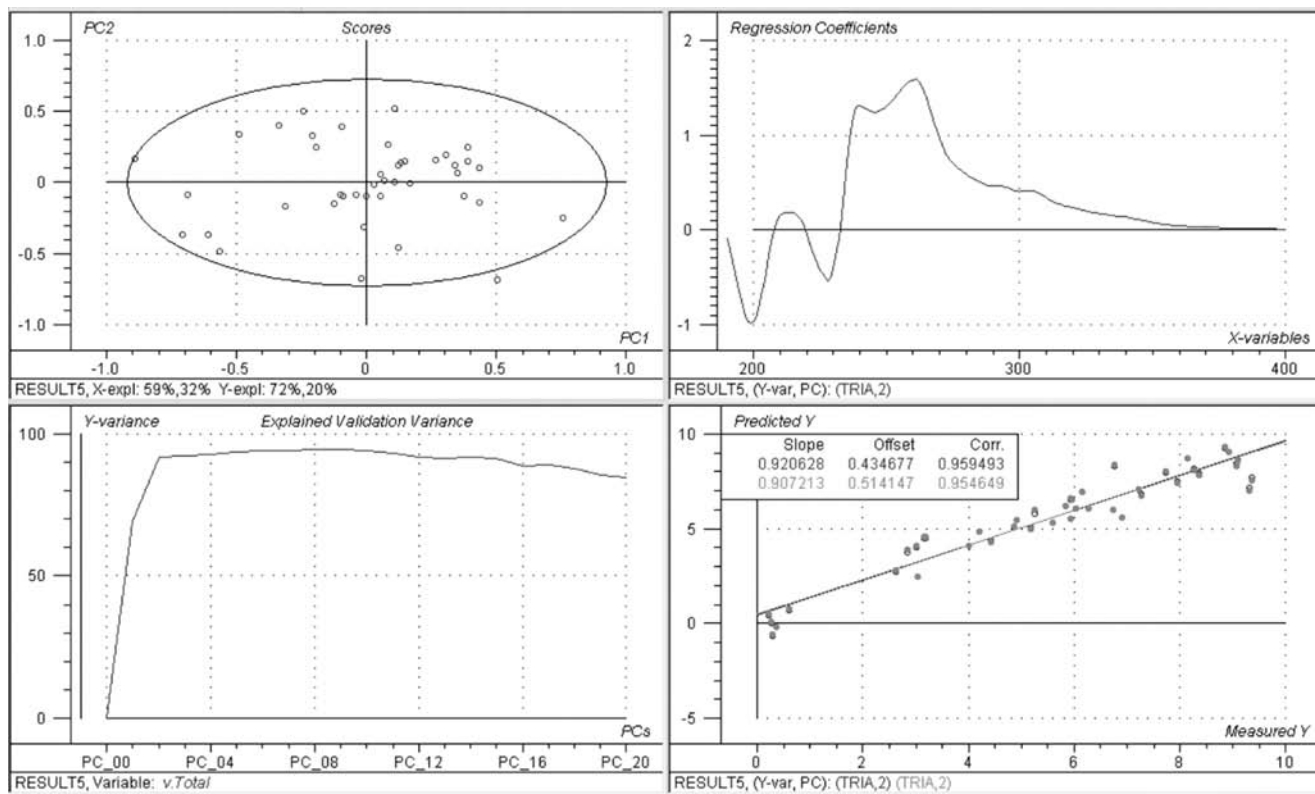 PC2 Scores
1.0
0.5
0
-0.5
-1.0
PC1
-1.0 -0.5 0 0.5 1.0
RESULT5, X-expl: 59%,32% Y-expl: 72%,20%
Regression Coefficients
2
1
0
-1
X-variables
200 300 400
RESULT5, (Y-var, PC): (TRIA,2)
Y-variance Explained Validation Variance
100
50
0
PCs
PC_00 PC_04 PC_08 PC_12 PC_16 PC_20
RESULT5, Variable: v.Total
Predicted Y
Slope Offset Corr.
0.920628 0.434677 0.959493
0.907213 0.514147 0.954649
10
5
0
-5
Measured Y
0 2 4 6 8 10
RESULT5, (Y-var, PC): (TRIA,2) (TRIA,2)